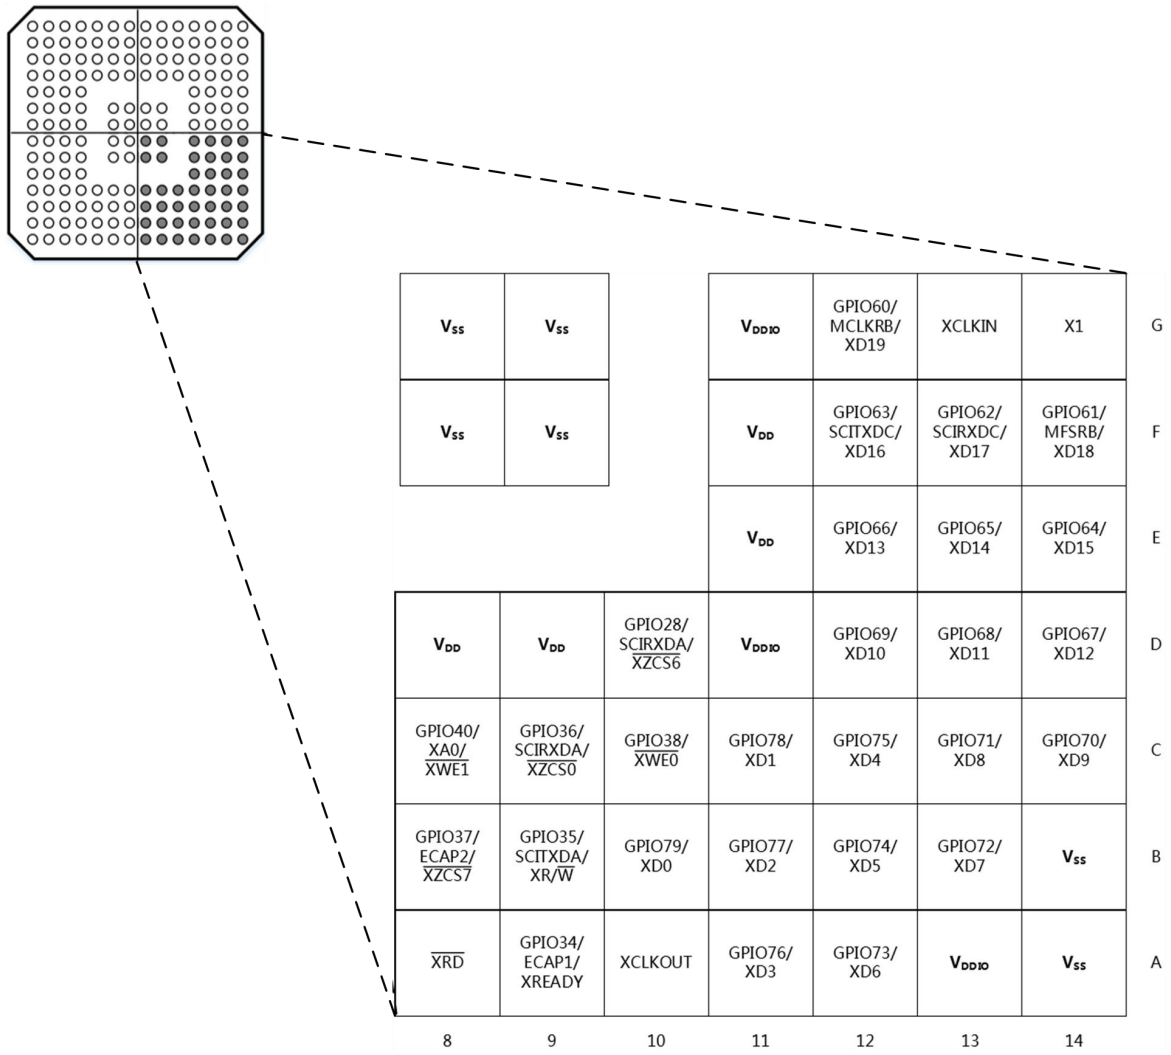 VSS
VSS
VDDIO
GPIO60/
MCLKRB/
XD19
XCLKIN
X1
G
VSS
VSS
VDD
GPIO63/
SCITXDC/
XD16
GPIO62/
SCIRXDC/
XD17
GPIO61/
MFSRB/
XD18
F
VDD
GPIO66/
XD13
GPIO65/
XD14
GPIO64/
XD15
E
VDD
VDD
GPIO28/
SCIRXDA/
XZCS6
VDDIO
GPIO69/
XD10
GPIO68/
XD11
GPIO67/
XD12
D
GPIO40/
XA0/
XWE1
GPIO36/
SCIRXDA/
XZCS0
GPIO38/
XWE0
GPIO78/
XD1
GPIO75/
XD4
GPIO71/
XD8
GPIO70/
XD9
C
GPIO37/
ECAP2/
XZCS7
GPIO35/
SCITXDA/
XR/W
GPIO79/
XD0
GPIO77/
XD2
GPIO74/
XD5
GPIO72/
XD7
VSS
B
XRD
GPIO34/
ECAP1/
XREADY
XCLKOUT
GPIO76/
XD3
GPIO73/
XD6
VDDIO
VSS
A
8 9 10 11 12 13 14